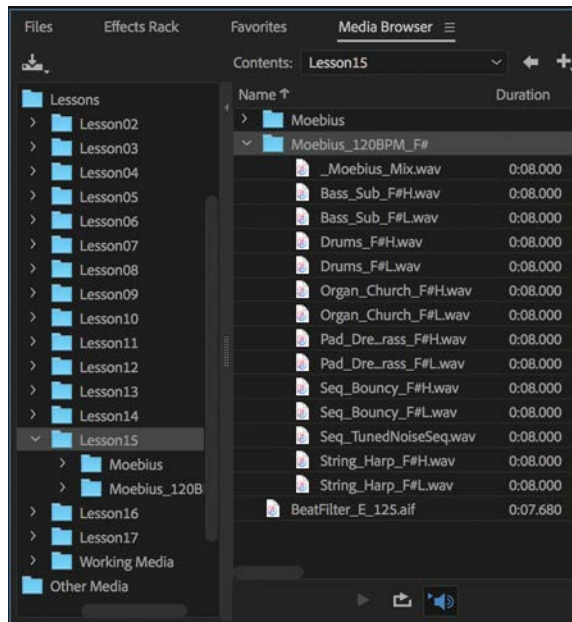 Files Effects Rack Favorites Media Browser
Contents: Lesson15
Lessons
Lesson02
Lesson03
Lesson04
Lesson05
Lesson06
Lesson07
Lesson08
Lesson09
Lesson10
Lesson11
Lesson12
Lesson13
Lesson14
Lesson15
Moebius
Moebius_120B
Lesson16
Lesson17
Working Media
Other Media
Name Duration
Moebius
Moebius_120BPM_F#
_Moebius_Mix.wav 0:08.000
Bass_Sub_F#H.wav 0:08.000
Bass_Sub_F#L.wav 0:08.000
Drums_F#H.wav 0:08.000
Drums_F#L.wav 0:08.000
Organ_Church_F#H.wav 0:08.000
Organ_Church_F#L.wav 0:08.000
Pad_Dre...rass_F#H.wav 0:08.000
Pad_Dre...rass_F#L.wav 0:08.000
Seq_Bouncy_F#H.wav 0:08.000
Seq_Bouncy_F#L.wav 0:08.000
Seq_TunedNoiseSeq.wav 0:08.000
String_Harp_F#H.wav 0:08.000
String_Harp_F#L.wav 0:08.000
BeatFilter_E_125.aif 0:07.680